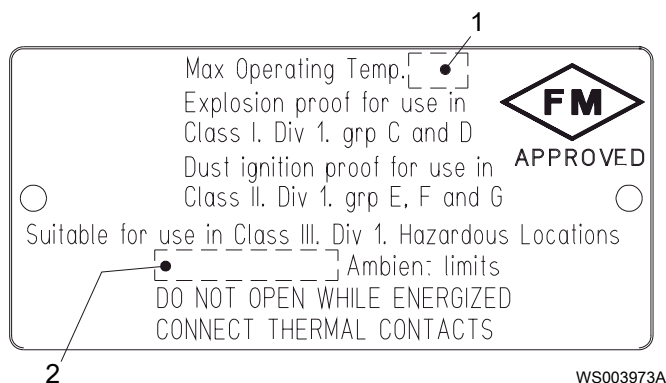 1
Max Operating Temp.
Explosion proof for use in
Class I. Div 1. grp C and D
FM
APPROVED
Dust ignition proof for use in
Class II. Div 1. grp E, F and G
Suitable for use in Class III. Div 1. Hazardous Locations
Ambien: limits
DO NOT OPEN WHILE ENERGIZED
CONNECT THERMAL CONTACTS
2
WS003973A